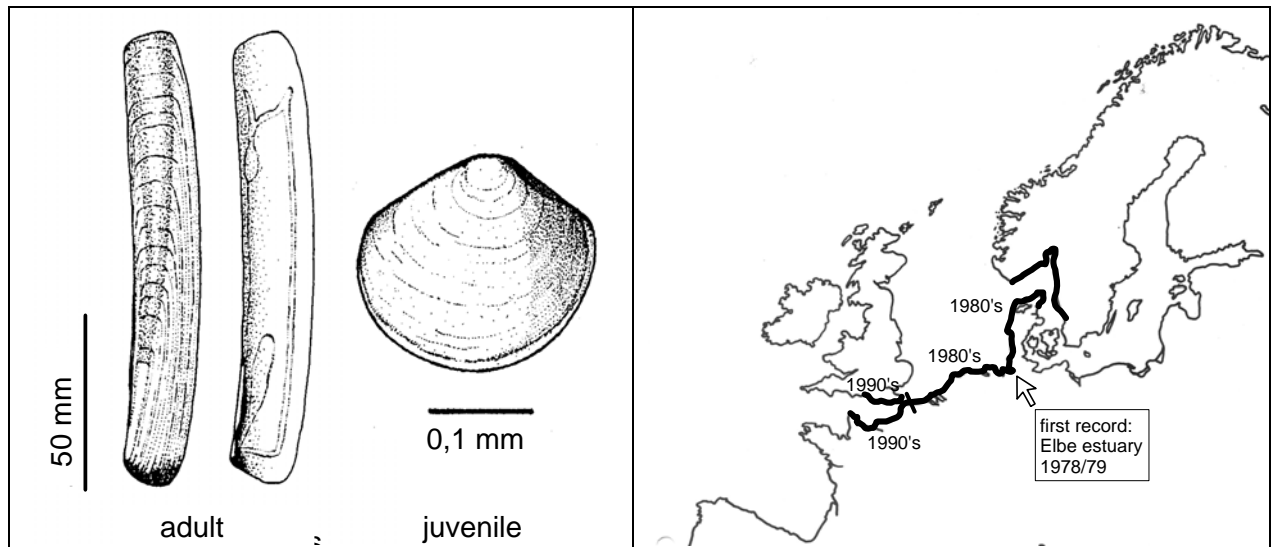 50 mm
0,1 mm
adult
juvenile
1980's
1980's
1990's
1990's
first record:
Elbe estuary
1978/79